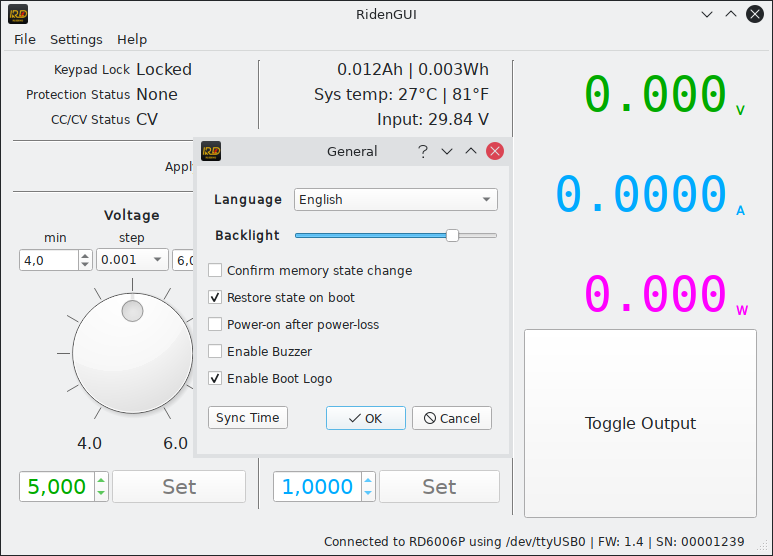 RidenGUI
File Settings Help
Keypad Lock Locked
Protection Status None
CC/CV Status CV
0.012Ah | 0.003Wh
Sys temp: 27°C | 81°F
Input: 29.84 V
0.000 V
0.0000 A
0.000 W
Voltage
min
step
4,0
0.001
6,0
4.0
6.0
5,000
Set
1,0000
Set
General
Language English
Backlight
Confirm memory state change
Restore state on boot
Power-on after power-loss
Enable Buzzer
Enable Boot Logo
Sync Time
OK
Cancel
Toggle Output
Connected to RD6006P using /dev/ttyUSB0 | FW: 1.4 | SN: 00001239